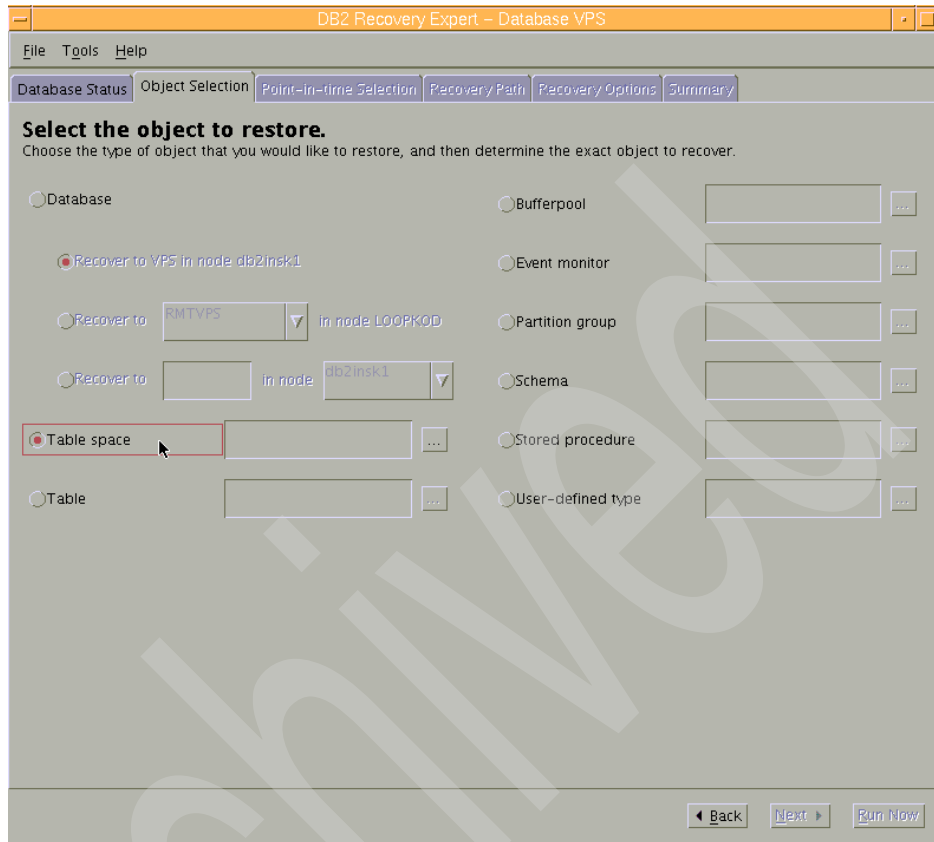 DB2 Recovery Expert – Database VPS
File Tools Help
Database Status Object Selection Point-in-time Selection Recovery Path Recovery Options Summary
Select the object to restore.
Choose the type of object that you would like to restore, and then determine the exact object to recover.
Database
Recover to VPS in node db2insk1
Recover to RMTVPS in node LOOPKOD
Recover to in node db2insk1
Table space ...
Table ...
Bufferpool ...
Event monitor ...
Partition group ...
Schema ...
Stored procedure ...
User-defined type ...
Back Next Run Now
chived